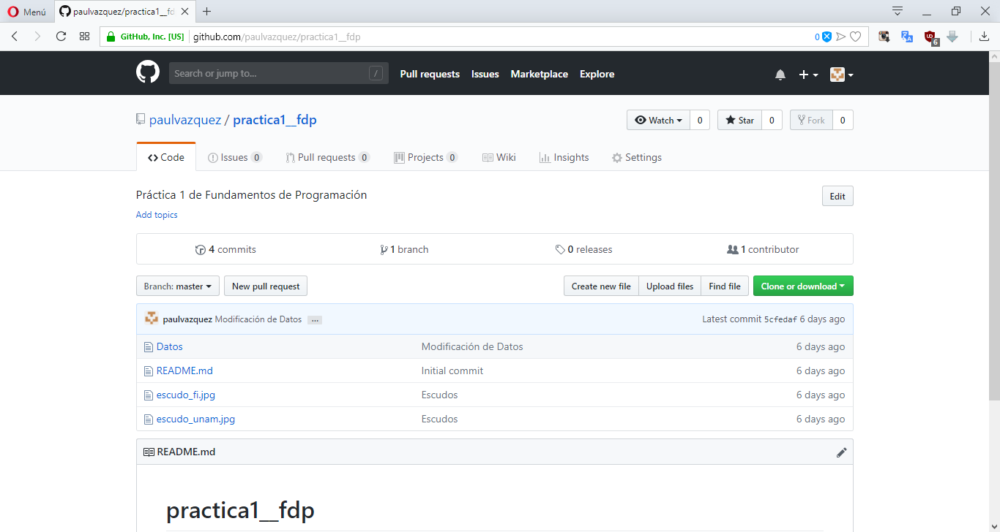 Menú paulvazquez/practica1__fd
GitHub, Inc. [US] github.com/paulvazquez/practica1__fdp 0 6
Search or jump to... / Pull requests Issues Marketplace Explore
paulvazquez / practica1__fdp Watch 0 Star 0 Fork 0
Code Issues 0 Pull requests 0 Projects 0 Wiki Insights Settings
Práctica 1 de Fundamentos de Programación Edit
Add topics
4 commits 1 branch 0 releases 1 contributor
Branch: master New pull request Create new file Upload files Find file Clone or download
paulvazquez Modificación de Datos ... Latest commit 5cfedaf 6 days ago
Datos Modificación de Datos 6 days ago
README.md Initial commit 6 days ago
escudo_fi.jpg Escudos 6 days ago
escudo_unam.jpg Escudos 6 days ago
README.md
practica1__fdp